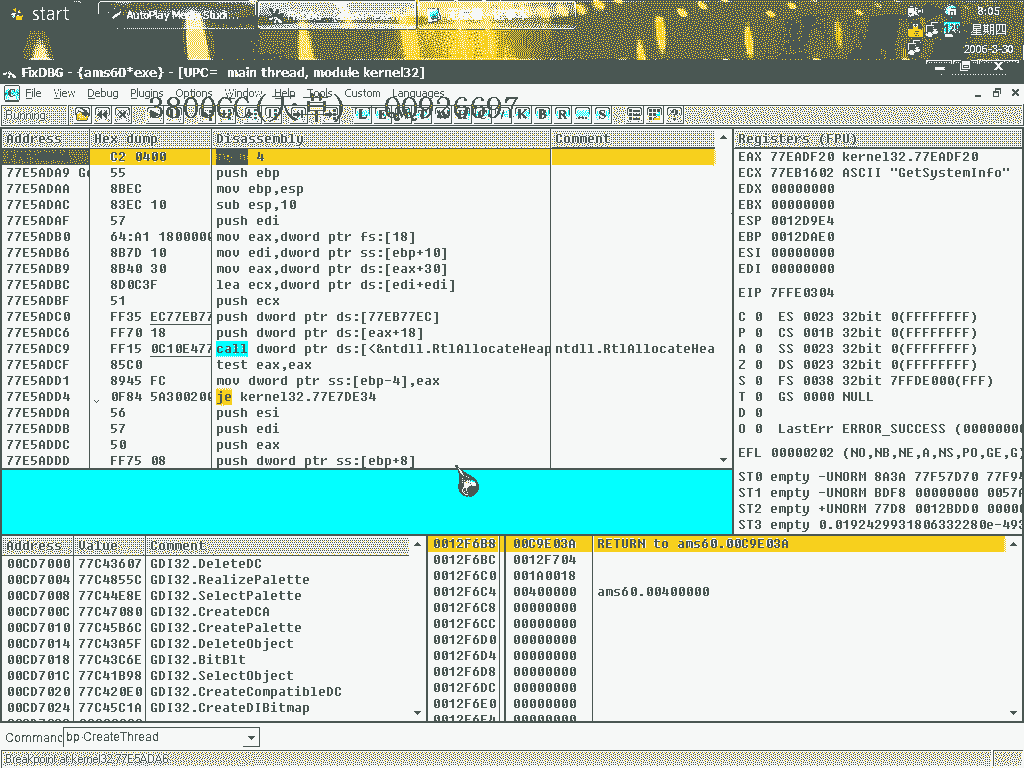 start
AutoPlay Media Studi...
8:05
星期四
2006-3-30
FixDBG - {ams60*exe} - [UPC= main thread, module kernel32]
File View Debug Plugins Options Window Help Tools Custom
3800CC(天草) 00936697
Running
L E M T W H C / K B R ... S
Address Hex dump Disassembly Comment
C2 0400 4
77E5ADA9 Ge 55 push ebp
77E5ADAA 8BEC mov ebp,esp
77E5ADAC 83EC 10 sub esp,10
77E5ADAF 57 push edi
77E5ADB0 64:A1 1800000 mov eax,dword ptr fs:[18]
77E5ADB6 8B7D 10 mov edi,dword ptr ss:[ebp+10]
77E5ADB9 8B40 30 mov eax,dword ptr ds:[eax+30]
77E5ADBC 8D0C3F lea ecx,dword ptr ds:[edi+edi]
77E5ADBF 51 push ecx
77E5ADC0 FF35 EC77EB77 push dword ptr ds:[77EB77EC]
77E5ADC6 FF70 18 push dword ptr ds:[eax+18]
77E5ADC9 FF15 0C10E477 call dword ptr ds:[<&ntdll.RtlAllocateHeap ntdll.RtlAllocateHea
77E5ADCF 85C0 test eax,eax
77E5ADD1 8945 FC mov dword ptr ss:[ebp-4],eax
77E5ADD4 0F84 5A300200 je kernel32.77E7DE34
77E5ADDA 56 push esi
77E5ADDB 57 push edi
77E5ADDC 50 push eax
77E5ADDD FF75 08 push dword ptr ss:[ebp+8]
Registers (FPU)
EAX 77EADF20 kernel32.77EADF20
ECX 77EB1602 ASCII "GetSystemInfo"
EDX 00000000
EBX 00000000
ESP 0012D9E4
EBP 0012DAE0
ESI 00000000
EDI 00000000
EIP 7FFE0304
C 0 ES 0023 32bit 0(FFFFFFFF)
P 0 CS 001B 32bit 0(FFFFFFFF)
A 0 SS 0023 32bit 0(FFFFFFFF)
Z 0 DS 0023 32bit 0(FFFFFFFF)
S 0 FS 0038 32bit 7FFDE000(FFF)
T 0 GS 0000 NULL
D 0
O 0 LastErr ERROR_SUCCESS (00000000
EFL 00000202 (NO,NB,NE,A,NS,PO,GE,G)
ST0 empty -UNORM 8A3A 77F57D70 77F94
ST1 empty -UNORM BDF8 00000000 0057A
ST2 empty +UNORM 77D8 0012BDD0 00000
ST3 empty 0.0192429931806332280e-493
Address Value Comment
00CD7000 77C43607 GDI32.DeleteDC
00CD7004 77C4855C GDI32.RealizePalette
00CD7008 77C44E8E GDI32.SelectPalette
00CD700C 77C47080 GDI32.CreateDCA
00CD7010 77C45B6C GDI32.CreatePalette
00CD7014 77C43A5F GDI32.DeleteObject
00CD7018 77C43C6E GDI32.BitBlt
00CD701C 77C41B98 GDI32.SelectObject
00CD7020 77C420E0 GDI32.CreateCompatibleDC
00CD7024 77C45C1A GDI32.CreateDIBitmap
0012F6B8 00C9E03A RETURN to ams60.00C9E03A
0012F6BC 0012F704
0012F6C0 001A0018
0012F6C4 00400000 ams60.00400000
0012F6C8 00000000
0012F6CC 00000000
0012F6D0 00000000
0012F6D4 00000000
0012F6D8 00000000
0012F6DC 00000000
0012F6E0 00000000
0012F6E4 00000000
Command bp CreateThread
Breakpoint at kernel32.77E5ADA6